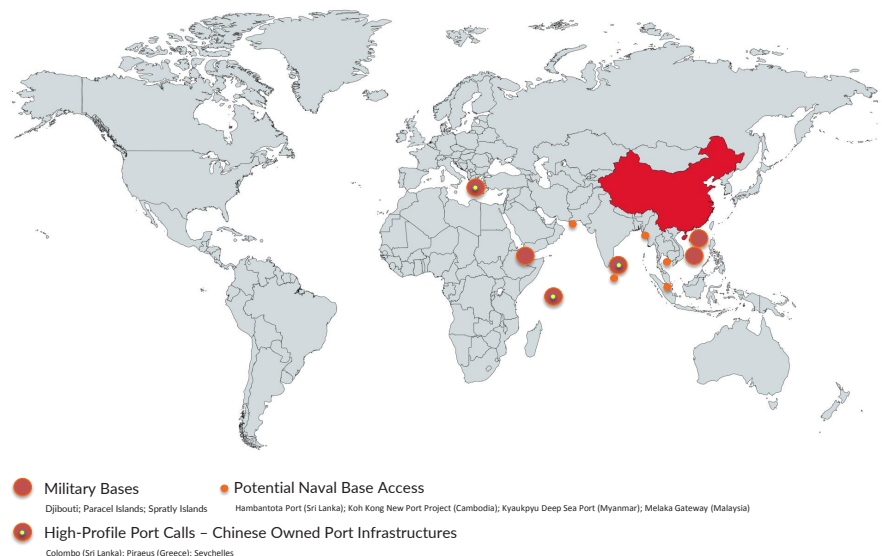 Military Bases
Djibouti; Paracel Islands; Spratly Islands
Potential Naval Base Access
Hambantota Port (Sri Lanka); Koh Kong New Port Project (Cambodia); Kyaukpyu Deep Sea Port (Myanmar); Melaka Gateway (Malaysia)
High-Profile Port Calls – Chinese Owned Port Infrastructures
Colombo (Sri Lanka); Piraeus (Greece); Seychelles